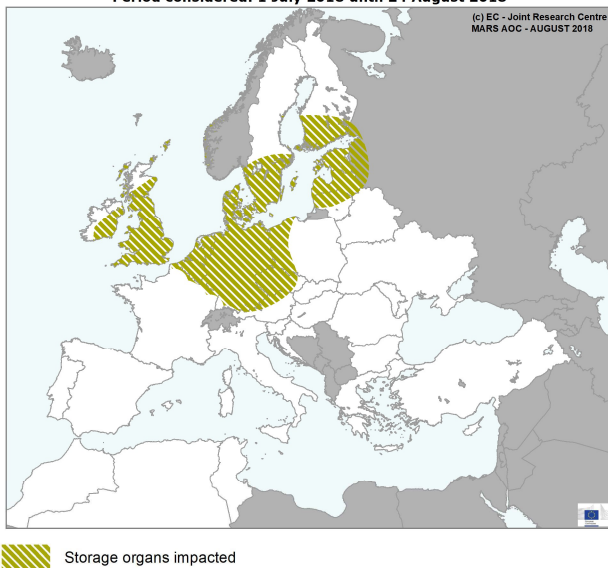 Period considered: 1 July 2018 until 14 August 2018
(c) EC - Joint Research Centre
MARS AOC - AUGUST 2018
Storage organs impacted